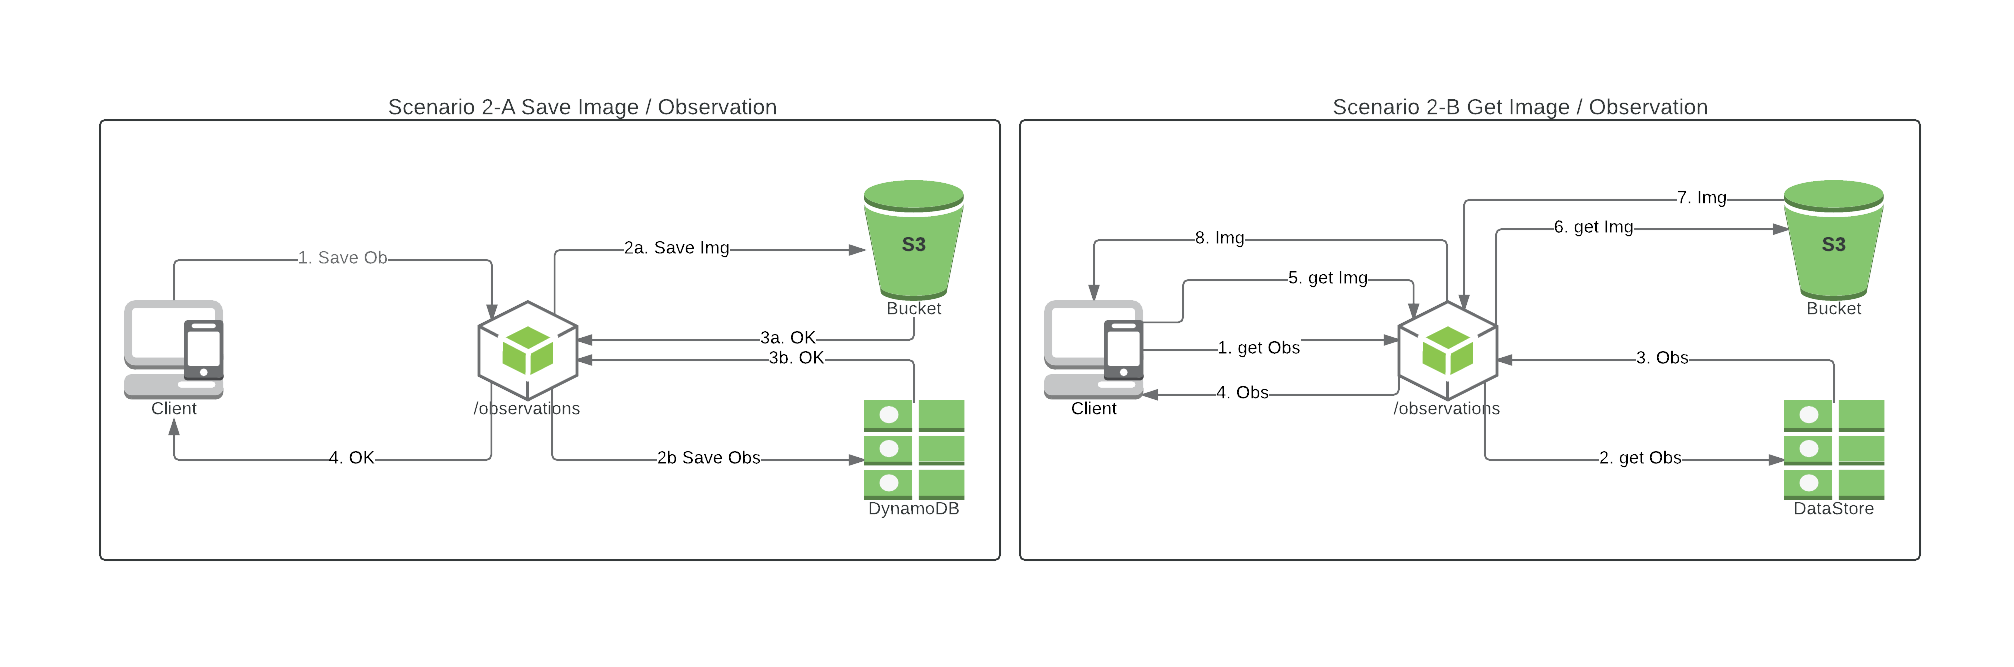 Scenario 2-A Save Image / Observation
1. Save Ob
2a. Save Img
S3
Bucket
3a. OK
3b. OK
Client
/observations
4. OK
2b Save Obs
DynamoDB
Scenario 2-B Get Image / Observation
7. Img
6. get Img
8. Img
S3
5. get Img
Bucket
1. get Obs
3. Obs
4. Obs
Client
/observations
2. get Obs
DataStore